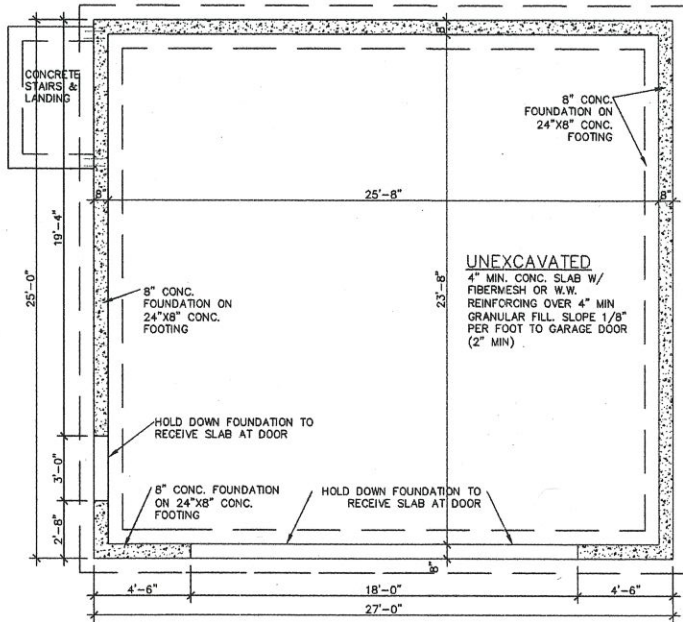 8"
CONCRETE
STAIRS &
LANDING
8" CONC.
FOUNDATION ON
24"X8" CONC.
FOOTING
8"
25'-8"
8"
19'-4"
25'-0"
23'-8"
UNEXCAVATED
4" MIN. CONC. SLAB W/
FIBERMESH OR W.W.
REINFORCING OVER 4" MIN
GRANULAR FILL. SLOPE 1/8"
PER FOOT TO GARAGE DOOR
(2" MIN)
8" CONC.
FOUNDATION ON
24"X8" CONC.
FOOTING
HOLD DOWN FOUNDATION TO
RECEIVE SLAB AT DOOR
3'-0"
8" CONC. FOUNDATION
ON 24"X8" CONC.
FOOTING
HOLD DOWN FOUNDATION TO
RECEIVE SLAB AT DOOR
2'-8"
8"
4'-6"
18'-0"
4'-6"
27'-0"